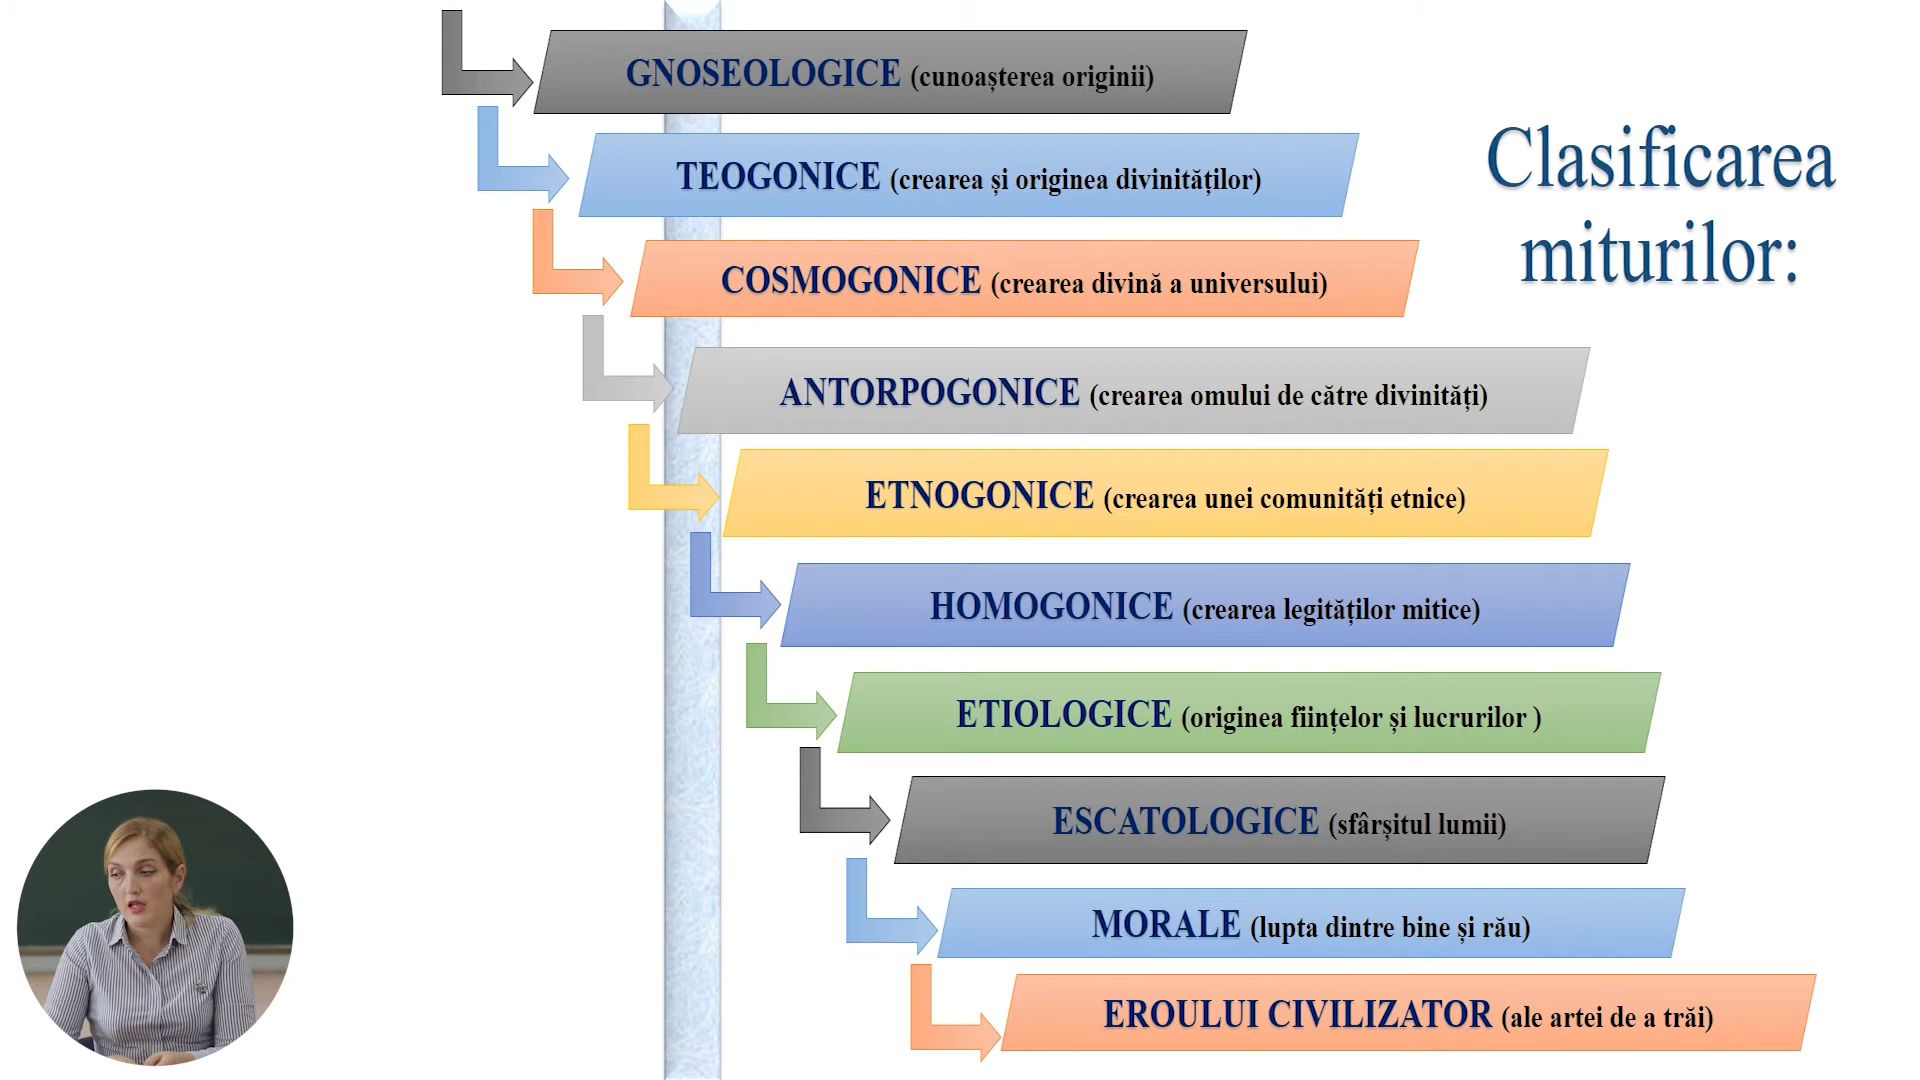 Clasificarea
miturilor:
GNOSEOLOGICE (cunoașterea originii)
TEOGONICE (crearea și originea divinităților)
COSMOGONICE (crearea divină a universului)
ANTORPOGONICE (crearea omului de către divinități)
ETNOGONICE (crearea unei comunități etnice)
HOMOGONICE (crearea legităților mitice)
ETIOLOGICE (originea ființelor și lucrurilor )
ESCATOLOGICE (sfârșitul lumii)
MORALE (lupta dintre bine și rău)
EROULUI CIVILIZATOR (ale artei de a trăi)